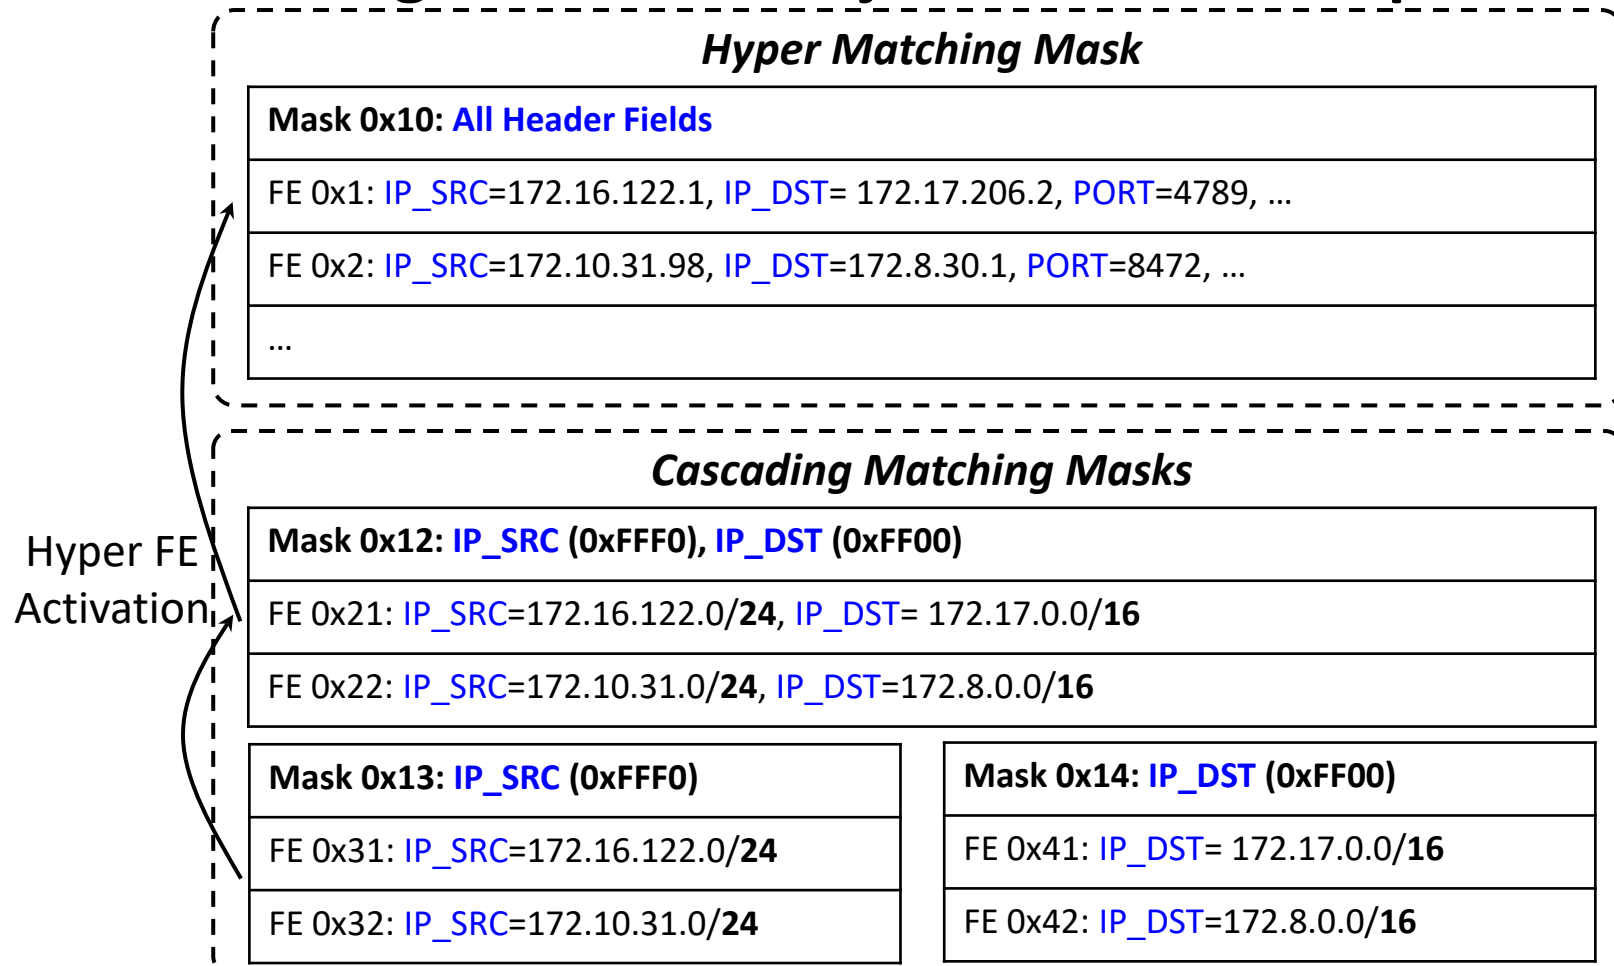 Hyper Matching Mask
Mask 0x10: All Header Fields
FE 0x1: IP_SRC=172.16.122.1, IP_DST= 172.17.206.2, PORT=4789, ...
FE 0x2: IP_SRC=172.10.31.98, IP_DST=172.8.30.1, PORT=8472, ...
...
Cascading Matching Masks
Mask 0x12: IP_SRC (0xFFF0), IP_DST (0xFF00)
FE 0x21: IP_SRC=172.16.122.0/24, IP_DST= 172.17.0.0/16
FE 0x22: IP_SRC=172.10.31.0/24, IP_DST=172.8.0.0/16
Hyper FE
Activation
Mask 0x13: IP_SRC (0xFFF0)
FE 0x31: IP_SRC=172.16.122.0/24
FE 0x32: IP_SRC=172.10.31.0/24
Mask 0x14: IP_DST (0xFF00)
FE 0x41: IP_DST= 172.17.0.0/16
FE 0x42: IP_DST=172.8.0.0/16